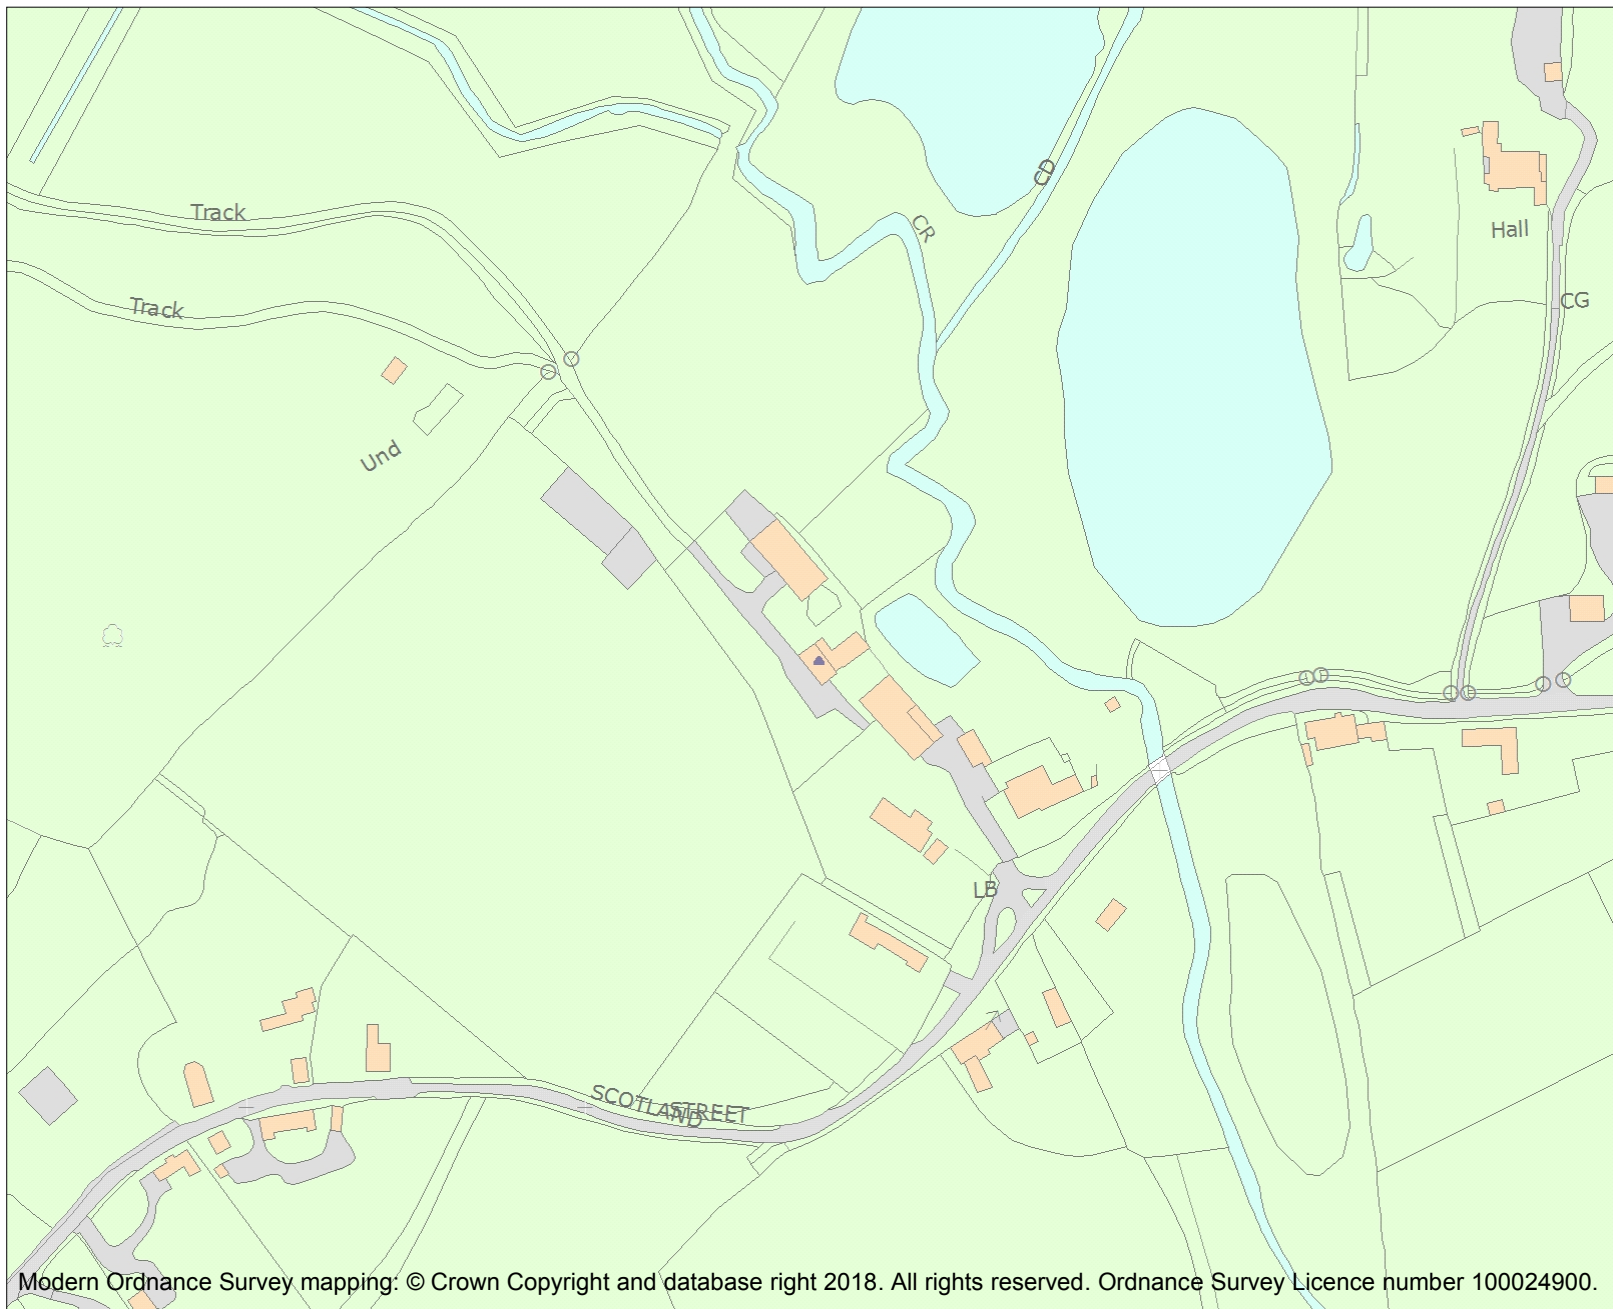 CD
Track
CR
Hall
CG
Track
Und
LB
SCOTLAND STREET
Modern Ordnance Survey mapping: © Crown Copyright and database right 2018. All rights reserved. Ordnance Survey Licence number 100024900.